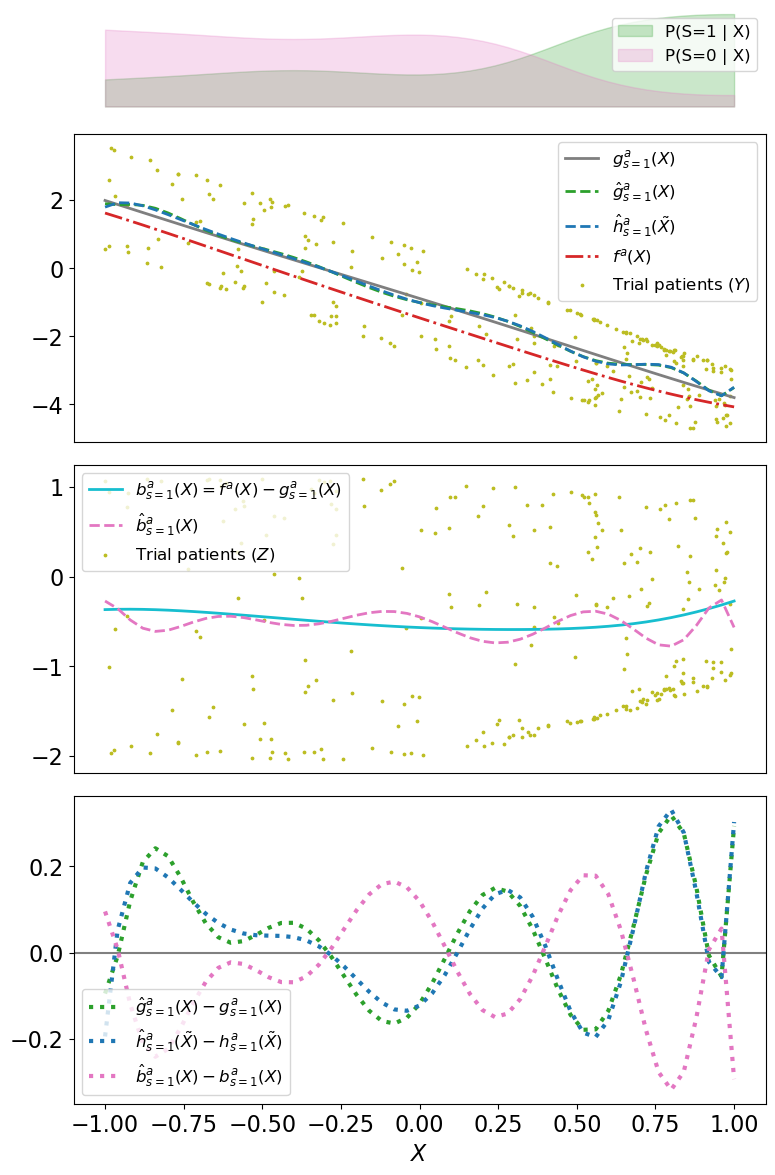 P(S=1 | X)
P(S=0 | X)
g^a_{s=1}(X)
ĝ^a_{s=1}(X)
ĥ^a_{s=1}(X̃)
f^a(X)
Trial patients (Y)
2
0
−2
−4
b^a_{s=1}(X) = f^a(X) − g^a_{s=1}(X)
b̂^a_{s=1}(X)
Trial patients (Z)
1
0
−1
−2
0.2
0.0
−0.2
ĝ^a_{s=1}(X) − g^a_{s=1}(X)
ĥ^a_{s=1}(X̃) − h^a_{s=1}(X̃)
b̂^a_{s=1}(X) − b^a_{s=1}(X)
−1.00 −0.75 −0.50 −0.25 0.00 0.25 0.50 0.75 1.00
X